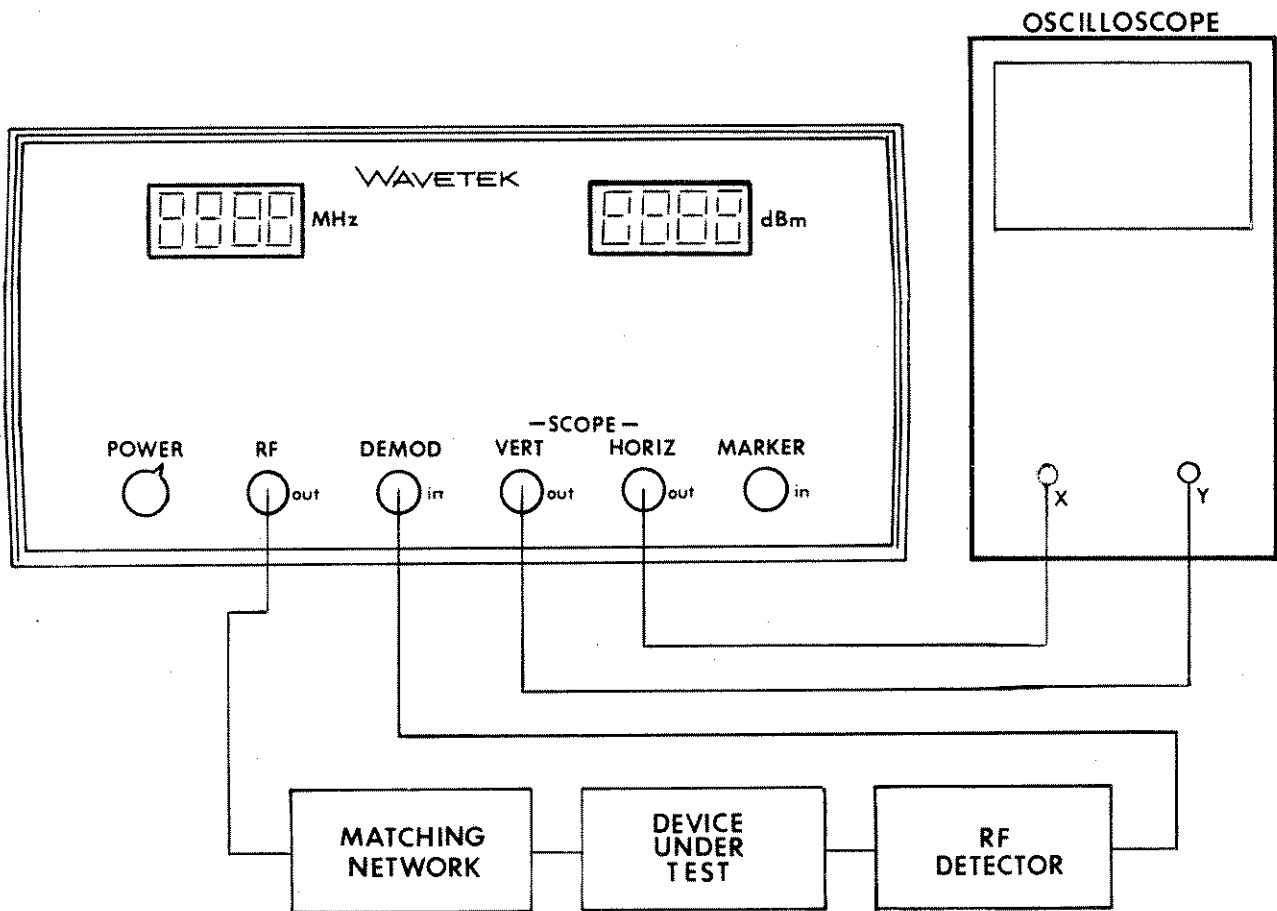 OSCILLOSCOPE
WAVETEK
MHz
dBm
—SCOPE—
POWER RF DEMOD VERT HORIZ MARKER
out in out out in
X Y
MATCHING
NETWORK
DEVICE
UNDER
TEST
RF
DETECTOR